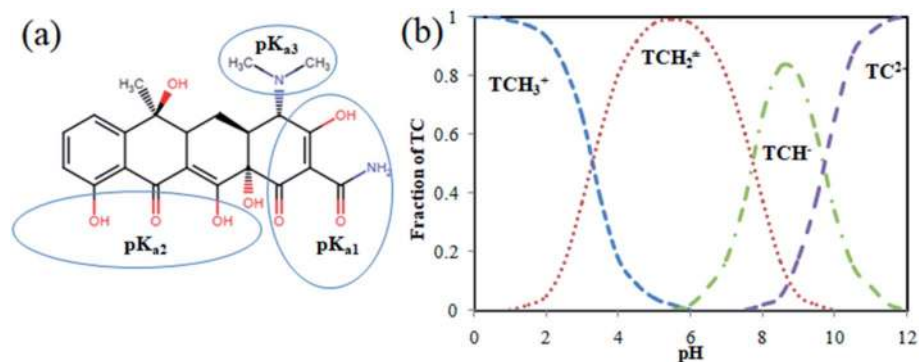 (a)
pKa3
H₃C
CH₃
N
H₃C
OH
OH
NH₂
OH
OH
O
OH
O
O
pKa2
pKa1
(b)
Fraction of TC
1
0.8
0.6
0.4
0.2
0
TCH₃⁺
TCH₂±
TCH⁻
TC²⁻
0
2
4
6
8
10
12
pH